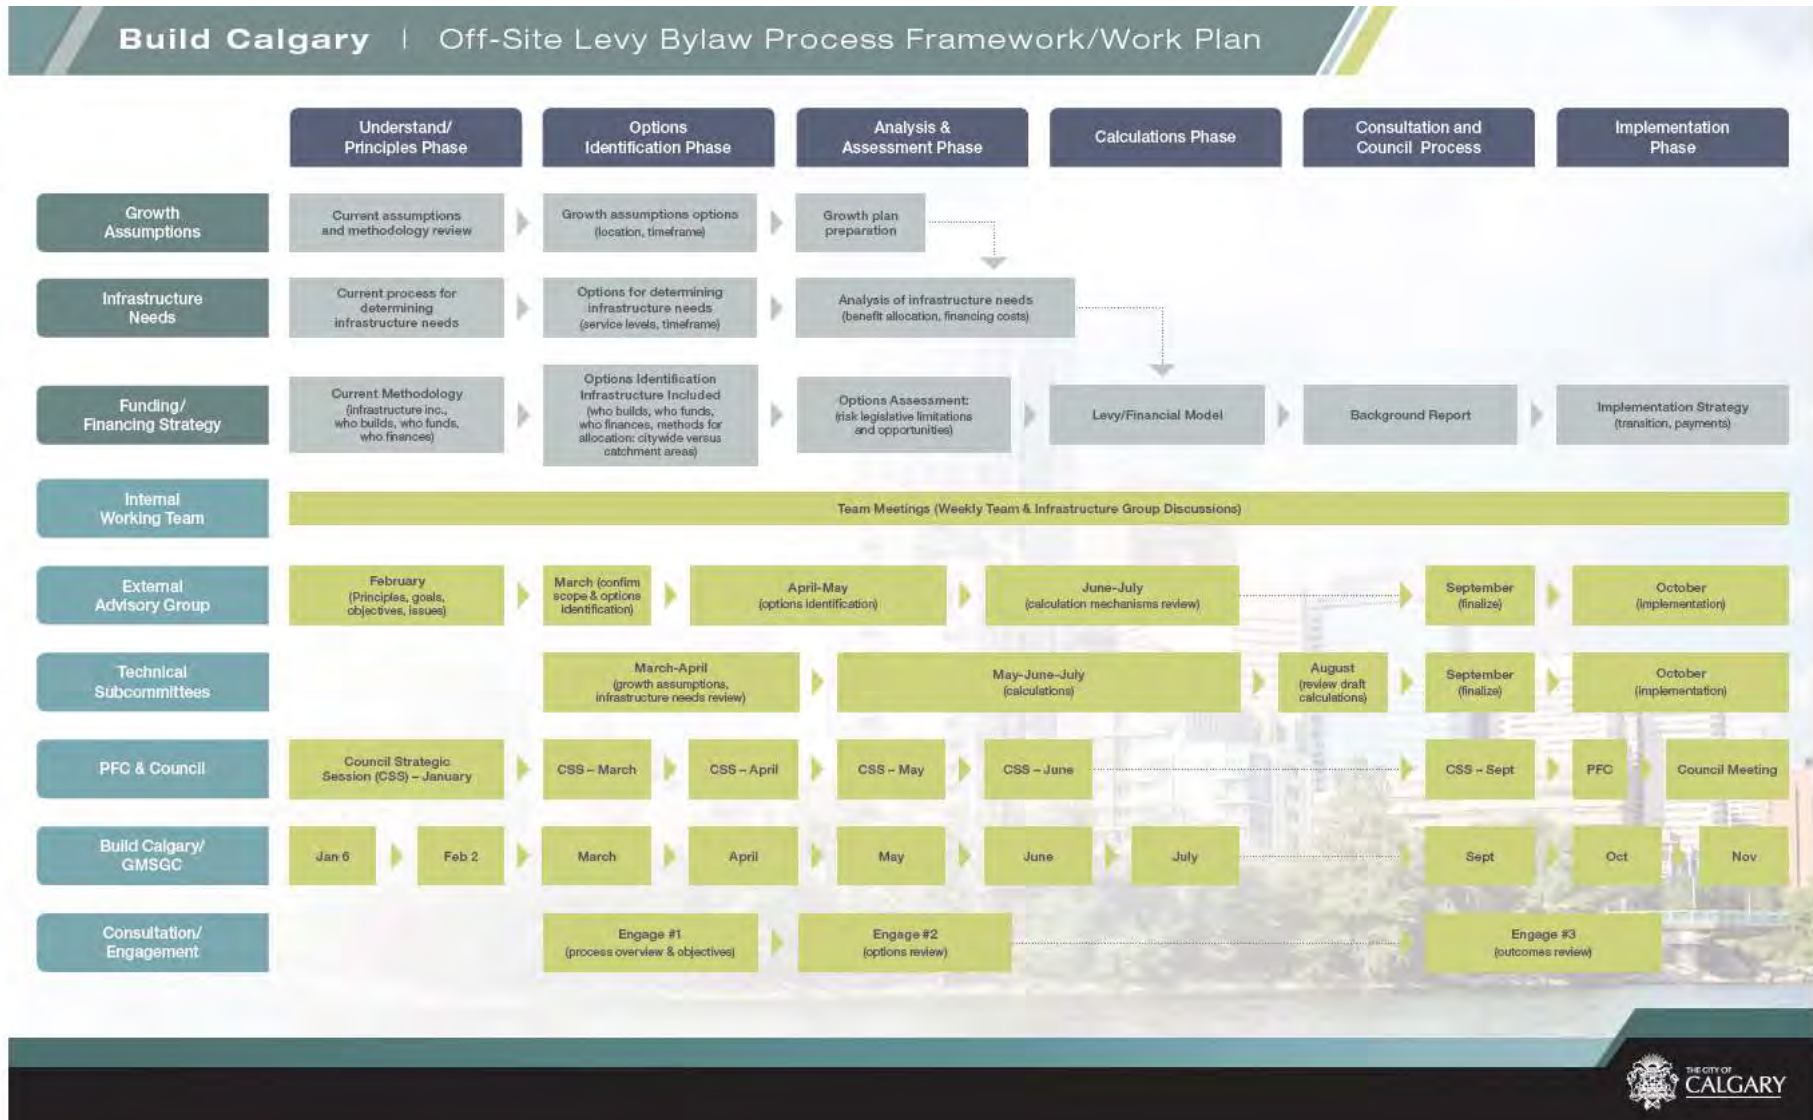 Build Calgary | Off-Site Levy Bylaw Process Framework/Work Plan
Understand/
Principles Phase
Options
Identification Phase
Analysis &
Assessment Phase
Calculations Phase
Consultation and
Council Process
Implementation
Phase
Growth
Assumptions
Current assumptions
and methodology review
Growth assumptions options
(location, timeframe)
Growth plan
preparation
Infrastructure
Needs
Current process for
determining
infrastructure needs
Options for determining
infrastructure needs
(service levels, timeframe)
Analysis of infrastructure needs
(benefit allocation, financing costs)
Funding/
Financing Strategy
Current Methodology
(infrastructure inc.,
who builds, who funds,
who finances)
Options Identification
Infrastructure Included
(who builds, who funds,
who finances, methods for
allocation: citywide versus
catchment areas)
Options Assessment:
(risk legislative limitations
and opportunities)
Levy/Financial Model
Background Report
Implementation Strategy
(transition, payments)
Internal
Working Team
Team Meetings (Weekly Team & Infrastructure Group Discussions)
External
Advisory Group
February
(Principles, goals,
objectives, issues)
March (confirm
scope & options
identification)
April-May
(options identification)
June-July
(calculation mechanisms review)
September
(finalize)
October
(implementation)
Technical
Subcommittees
March-April
(growth assumptions,
infrastructure needs review)
May-June-July
(calculations)
August
(review draft
calculations)
September
(finalize)
October
(implementation)
PFC & Council
Council Strategic
Session (CSS) – January
CSS – March
CSS – April
CSS – May
CSS – June
CSS – Sept
PFC
Council Meeting
Build Calgary/
GMSGC
Jan 6
Feb 2
March
April
May
June
July
Sept
Oct
Nov
Consultation/
Engagement
Engage #1
(process overview & objectives)
Engage #2
(options review)
Engage #3
(outcomes review)
THE CITY OF
CALGARY